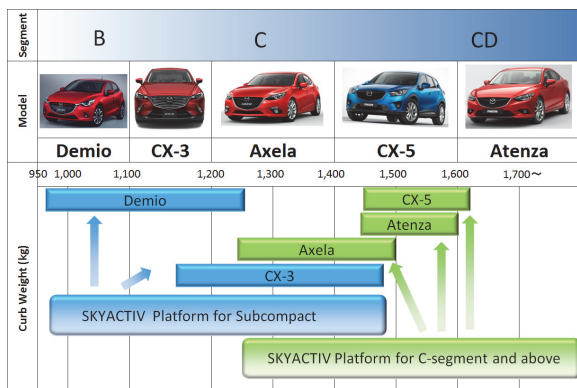 Segment
B
C
CD
Model
Demio
CX-3
Axela
CX-5
Atenza
Curb Weight (kg)
950 1,000 1,100 1,200 1,300 1,400 1,500 1,600 1,700~
Demio
CX-5
Atenza
Axela
CX-3
SKYACTIV Platform for Subcompact
SKYACTIV Platform for C-segment and above